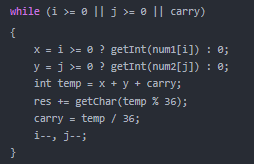 while (i >= 0 || j >= 0 || carry)
{
x = i >= 0 ? getInt(num1[i]) : 0;
y = j >= 0 ? getInt(num2[j]) : 0;
int temp = x + y + carry;
res += getChar(temp % 36);
carry = temp / 36;
i--, j--;
}